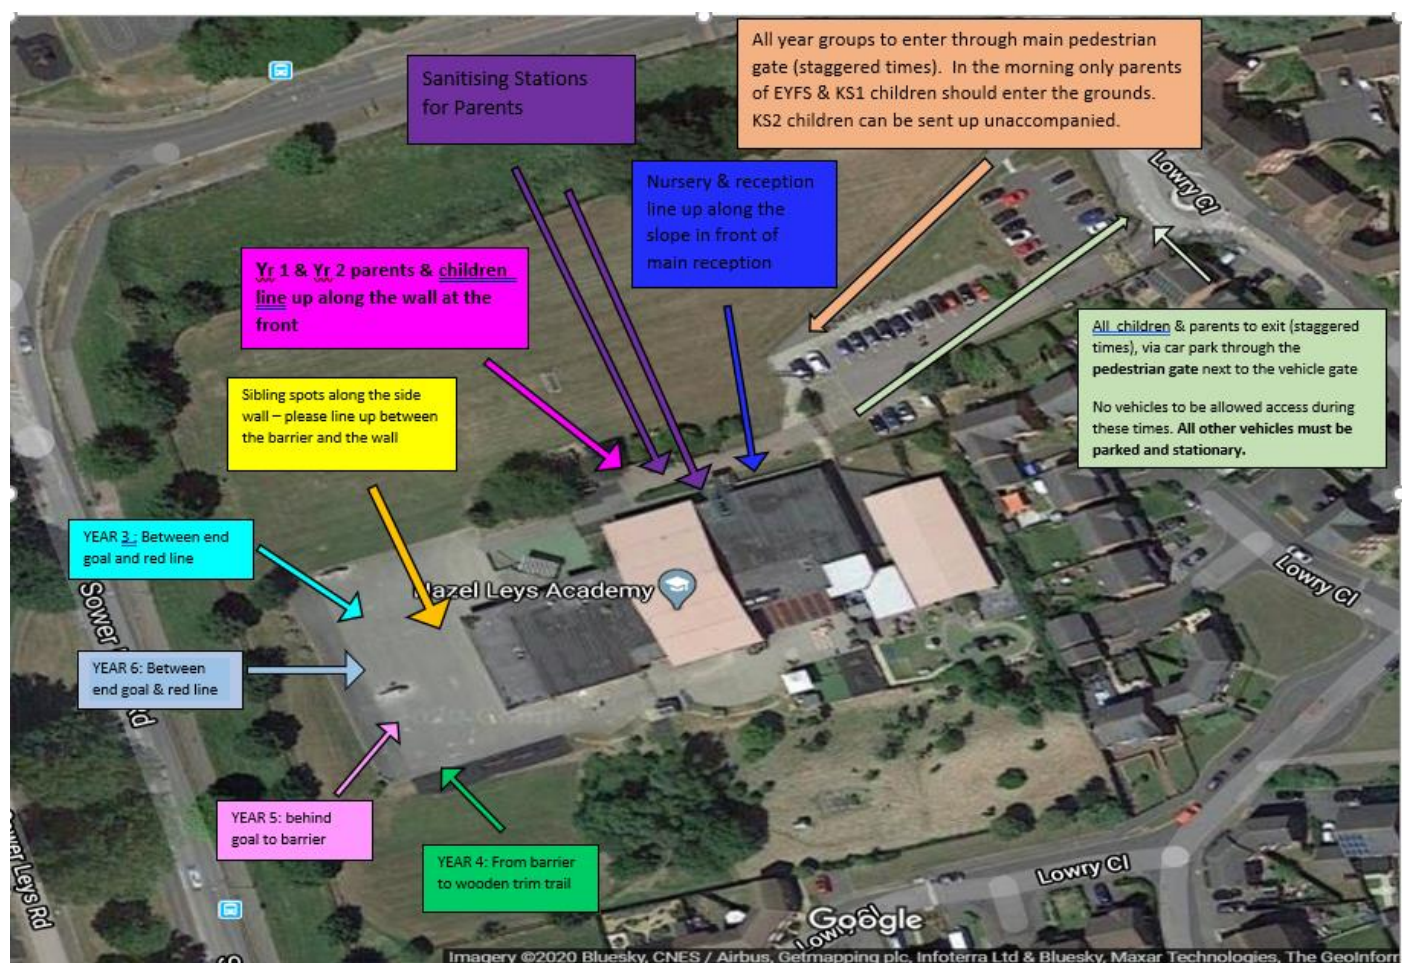 Sanitising Stations
for Parents
All year groups to enter through main pedestrian
gate (staggered times). In the morning only parents
of EYFS & KS1 children should enter the grounds.
KS2 children can be sent up unaccompanied.
Nursery & reception
line up along the
slope in front of
main reception
Lowry Cl
Yr 1 & Yr 2 parents & children
line up along the wall at the
front
All children & parents to exit (staggered
times), via car park through the
pedestrian gate next to the vehicle gate
No vehicles to be allowed access during
these times. All other vehicles must be
parked and stationary.
Sibling spots along the side
wall – please line up between
the barrier and the wall
YEAR 3 : Between end
goal and red line
Hazel Leys Academy
Lowry Cl
Sower
Rd
YEAR 6: Between
end goal & red line
YEAR 5: behind
goal to barrier
YEAR 4: From barrier
to wooden trim trail
Sower Leys Rd
Lowry Cl
Google
Imagery ©2020 Bluesky, CNES / Airbus, Getmapping plc, Infoterra Ltd & Bluesky, Maxar Technologies, The GeoInfor